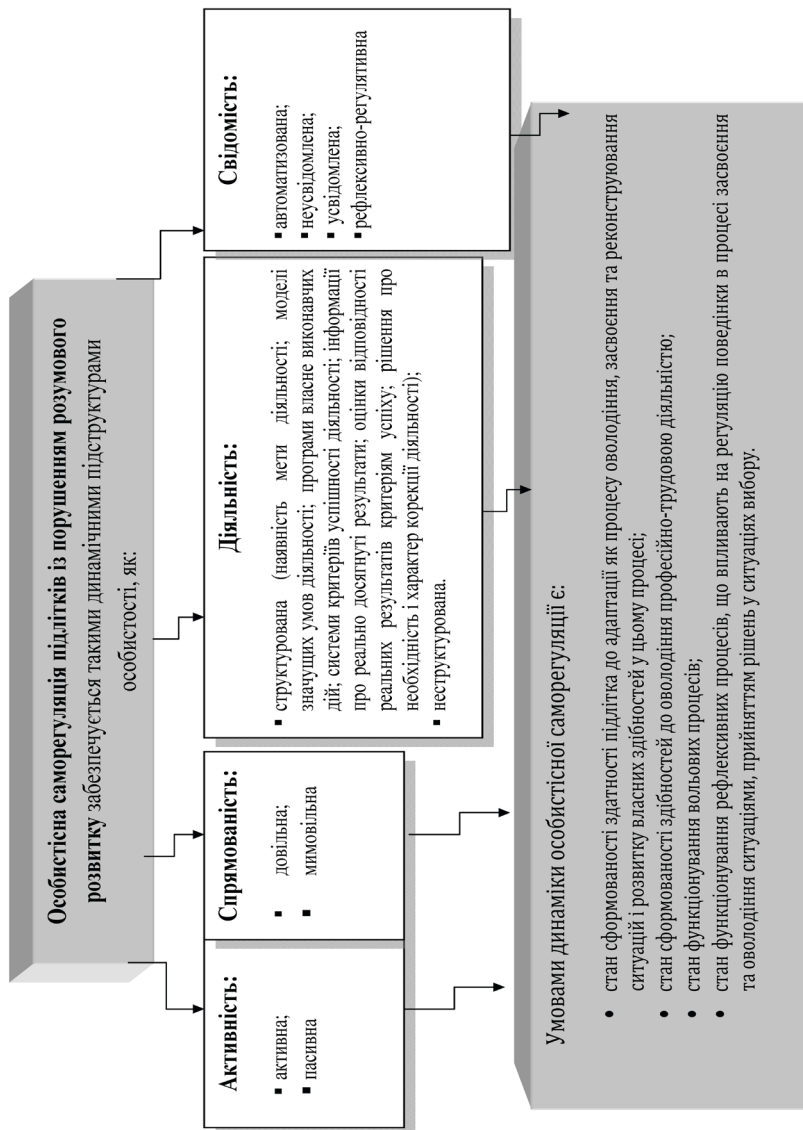 Особистісна саморегуляція підлітків із порушенням розумового
розвитку забезпечується такими динамічними підструктурами
особистості, як:
Активність:
▪ активна;
▪ пасивна
Спрямованість:
▪ довільна;
▪ мимовільна
Діяльність:
▪ структурована (наявність мети діяльності; моделі
значущих умов діяльності; програми власне виконавчих
дій; системи критеріїв успішності діяльності; інформації
про реально досягнуті результати; оцінки відповідності
реальних результатів критеріям успіху; рішення про
необхідність і характер корекції діяльності);
▪ неструктурована.
Свідомість:
▪ автоматизована;
▪ неусвідомлена;
▪ усвідомлена;
▪ рефлексивно-регулятивна
Умовами динаміки особистісної саморегуляції є:
• стан сформованості здатності підлітка до адаптації як процесу оволодіння, засвоєння та реконструювання
ситуацій і розвитку власних здібностей у цьому процесі;
• стан сформованості здібностей до оволодіння професійно-трудовою діяльністю;
• стан функціонування вольових процесів;
• стан функціонування рефлексивних процесів, що впливають на регуляцію поведінки в процесі засвоєння
та оволодіння ситуаціями, прийняттям рішень у ситуаціях вибору.